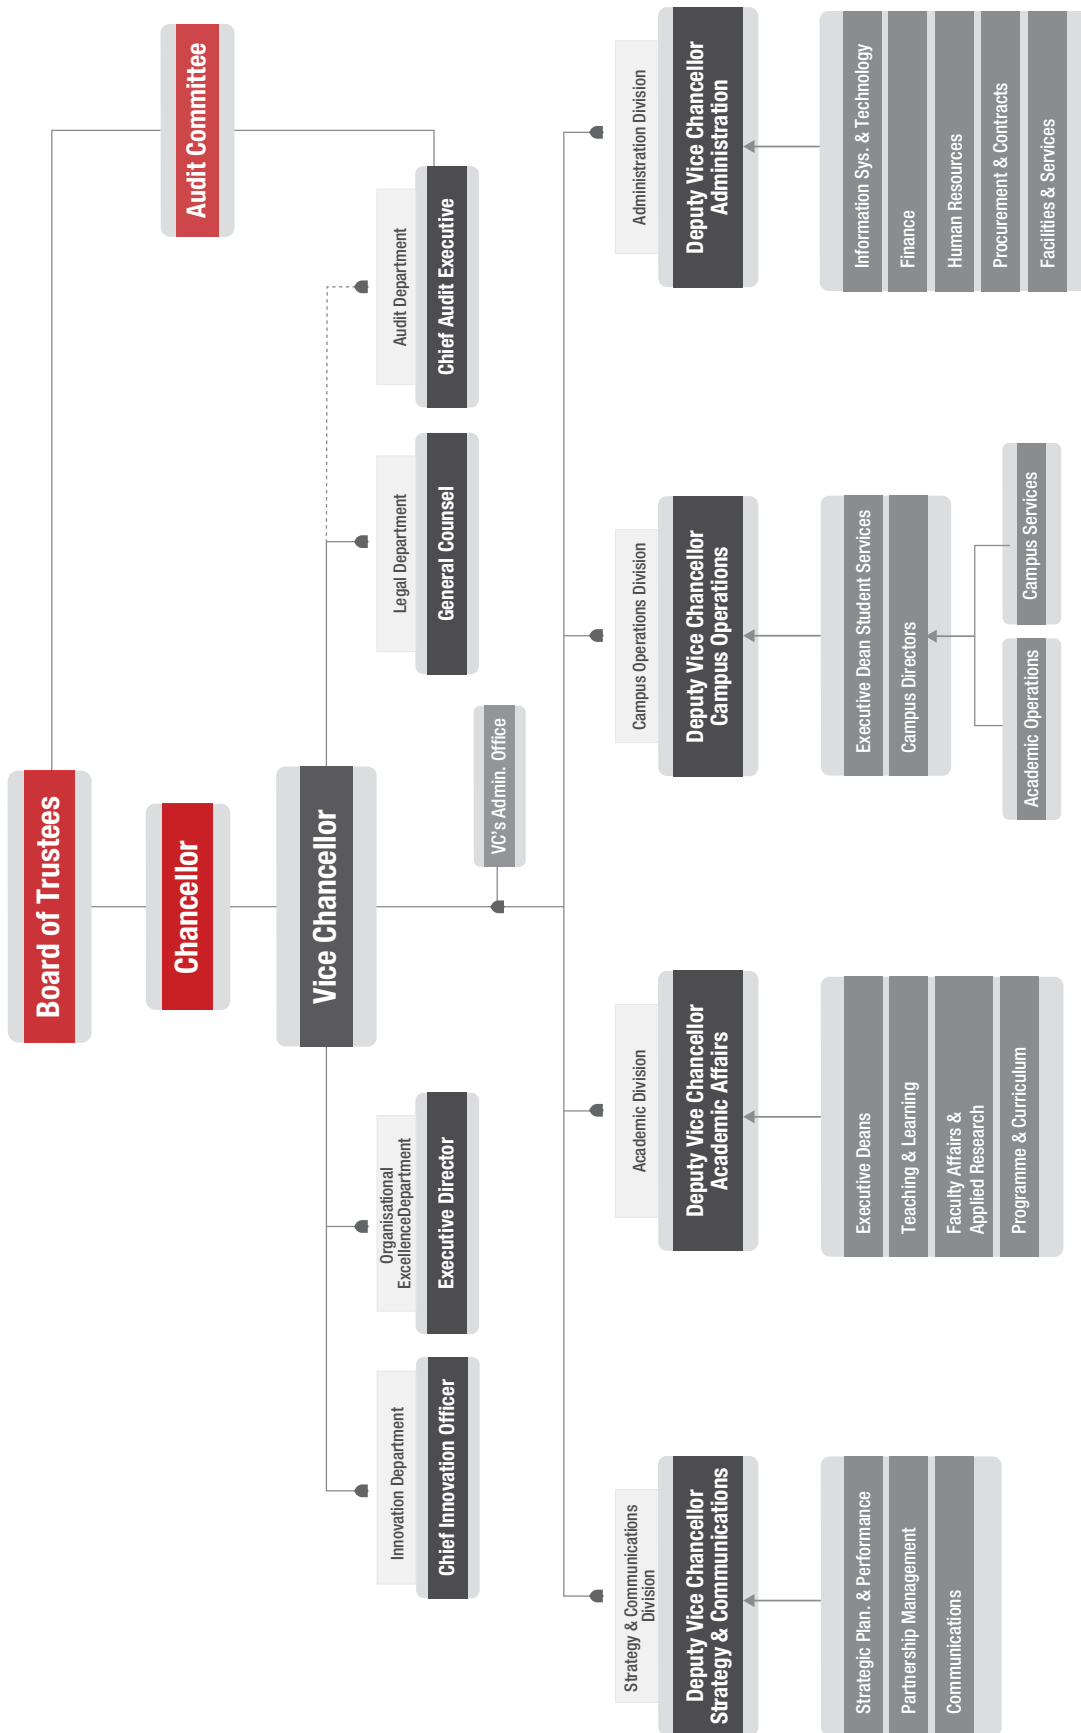 Board of Trustees
Audit Committee
Chancellor
Vice Chancellor
Innovation Department
Chief Innovation Officer
Organisational
ExcellenceDepartment
Executive Director
Legal Department
General Counsel
Audit Department
Chief Audit Executive
VC's Admin. Office
Strategy & Communications
Division
Deputy Vice Chancellor
Strategy & Communications
Strategic Plan. & Performance
Partnership Management
Communications
Academic Division
Deputy Vice Chancellor
Academic Affairs
Executive Deans
Teaching & Learning
Faculty Affairs &
Applied Research
Programme & Curriculum
Campus Operations Division
Deputy Vice Chancellor
Campus Operations
Executive Dean Student Services
Campus Directors
Academic Operations
Campus Services
Administration Division
Deputy Vice Chancellor
Administration
Information Sys. & Technology
Finance
Human Resources
Procurement & Contracts
Facilities & Services